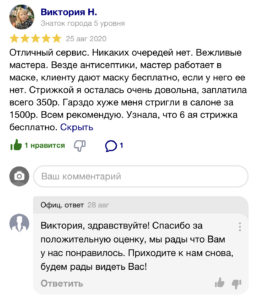 Виктория Н.
Знаток города 5 уровня
25 авг 2020
Отличный сервис. Никаких очередей нет. Вежливые
мастера. Везде антисептики, мастер работает в
маске, клиенту дают маску бесплатно, если у него ее
нет. Стрижкой я осталась очень довольна, заплатила
всего 350р. Гарздо хуже меня стригли в салоне за
1500р. Всем рекомендую. Узнала, что 6 ая стрижка
бесплатно. Скрыть
1 нравится
1
Ваш комментарий
Офиц. ответ 28 авг
Виктория, здравствуйте! Спасибо за
положительную оценку, мы рады что Вам
у нас понравилось. Приходите к нам снова,
будем рады видеть Вас!
Ответить